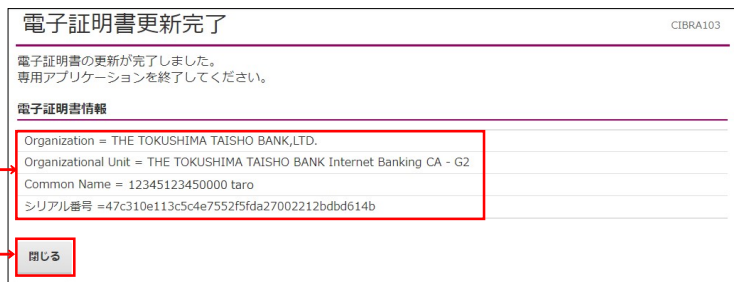 電子証明書更新完了
CIBRA103
電子証明書の更新が完了しました。
専用アプリケーションを終了してください。
電子証明書情報
Organization = THE TOKUSHIMA TAISHO BANK,LTD.
Organizational Unit = THE TOKUSHIMA TAISHO BANK Internet Banking CA - G2
Common Name = 12345123450000 taro
シリアル番号 =47c310e113c5c4e7552f5fda27002212bdbd614b
閉じる